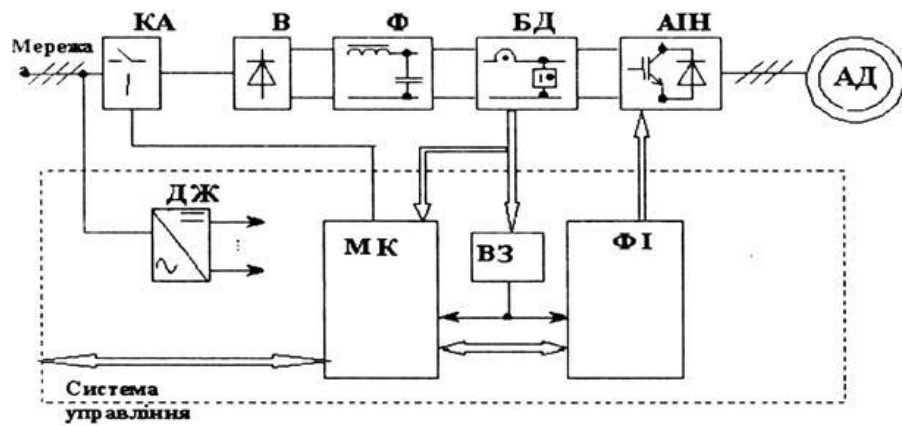 КА
В
Ф
БД
АІН
Мережа
АД
ДЖ
МК
ВЗ
ФІ
Система
управління